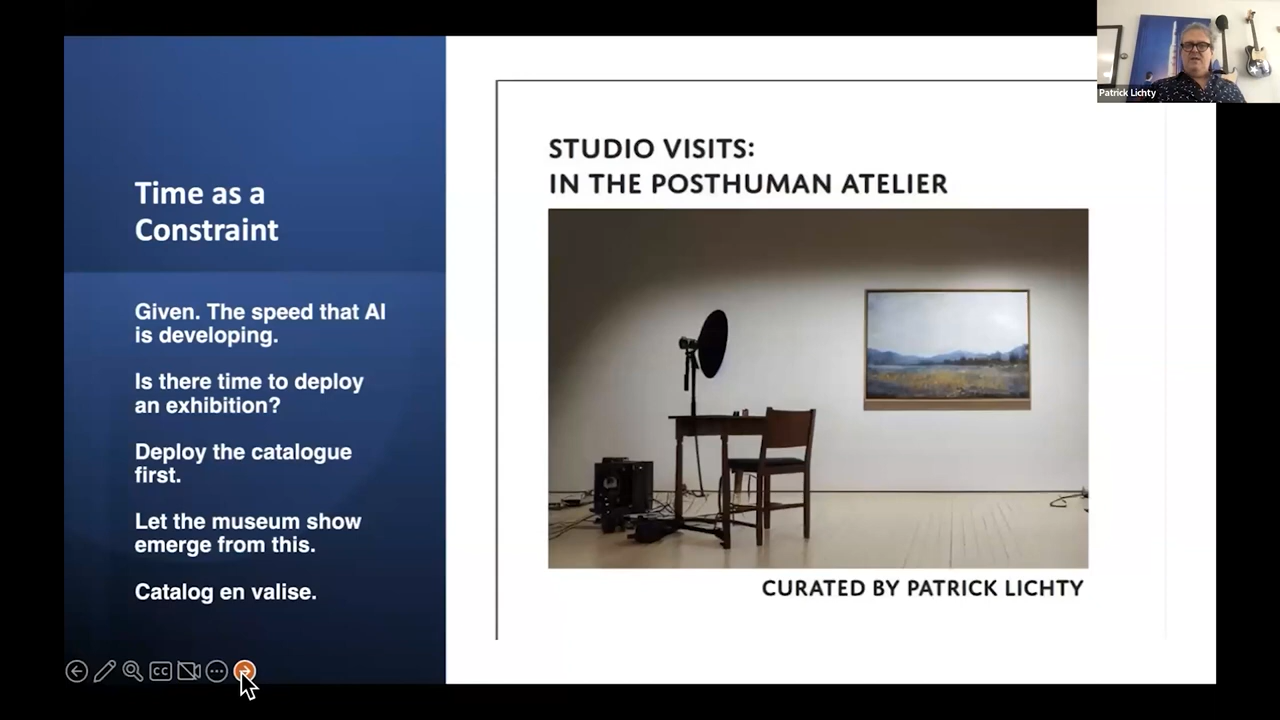 Time as a
Constraint
Given. The speed that AI
is developing.
Is there time to deploy
an exhibition?
Deploy the catalogue
first.
Let the museum show
emerge from this.
Catalog en valise.
STUDIO VISITS:
IN THE POSTHUMAN ATELIER
CURATED BY PATRICK LICHTY
Patrick Lichty
CC